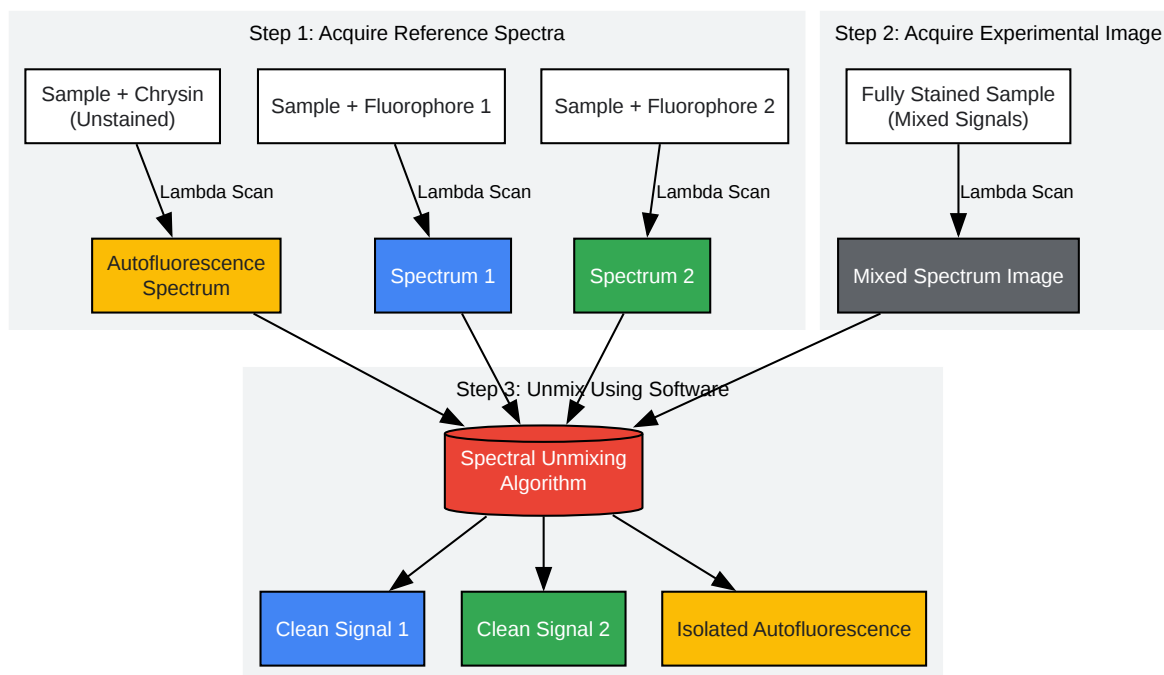 Step 1: Acquire Reference Spectra
Step 2: Acquire Experimental Image
Sample + Chrysin
(Unstained)
Sample + Fluorophore 1
Sample + Fluorophore 2
Fully Stained Sample
(Mixed Signals)
Lambda Scan
Lambda Scan
Lambda Scan
Lambda Scan
Autofluorescence
Spectrum
Spectrum 1
Spectrum 2
Mixed Spectrum Image
Step 3: Unmix Using Software
Spectral Unmixing
Algorithm
Clean Signal 1
Clean Signal 2
Isolated Autofluorescence